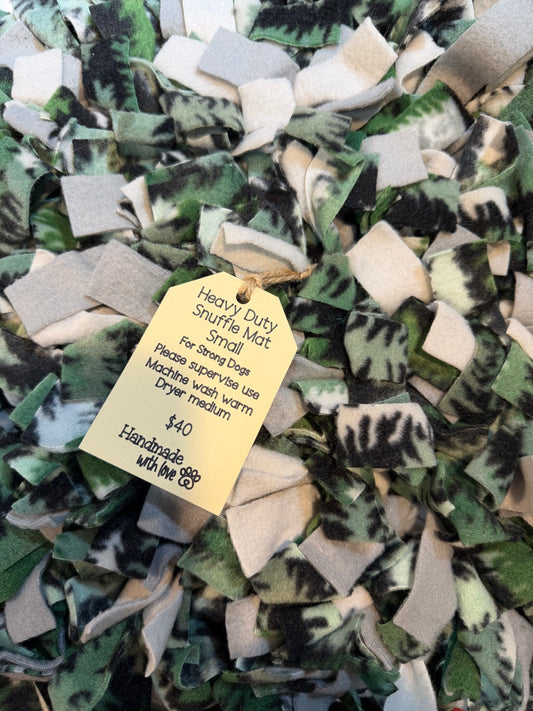 Heavy Duty
Snuffle Mat
Small
For Strong Dogs
Please supervise use
Machine wash warm
Dryer medium
$40
Handmade
with love